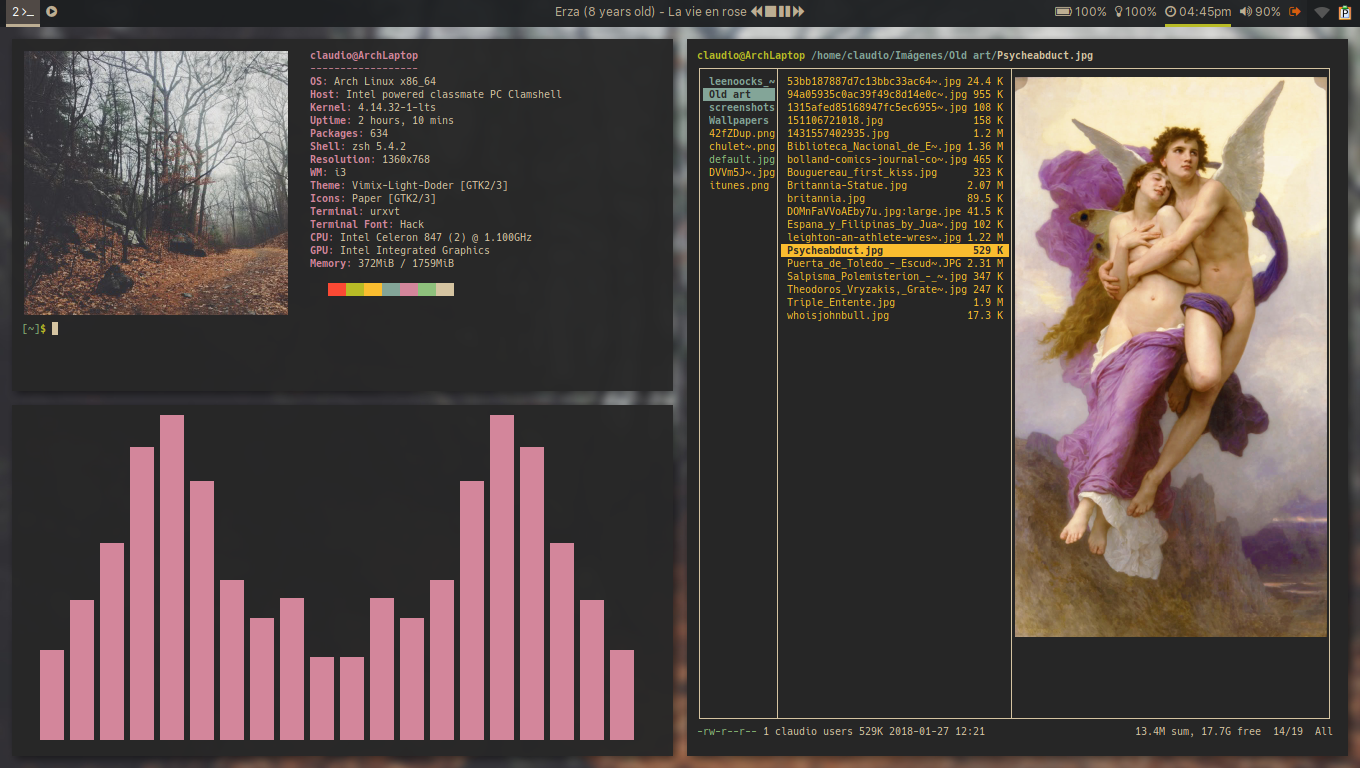 2
Erza (8 years old) - La vie en rose
100% 100% 04:45pm 90%
claudio@ArchLaptop
------------------
OS: Arch Linux x86_64
Host: Intel powered classmate PC Clamshell
Kernel: 4.14.32-1-lts
Uptime: 2 hours, 10 mins
Packages: 634
Shell: zsh 5.4.2
Resolution: 1360x768
WM: i3
Theme: Vimix-Light-Doder [GTK2/3]
Icons: Paper [GTK2/3]
Terminal: urxvt
Terminal Font: Hack
CPU: Intel Celeron 847 (2) @ 1.100GHz
GPU: Intel Integrated Graphics
Memory: 372MiB / 1759MiB
[~]$
claudio@ArchLaptop /home/claudio/Imágenes/Old art/Psycheabduct.jpg
leenoocks_~
Old art
screenshots
Wallpapers
42fZDup.png
chulet~.png
default.jpg
DVVm5J~.jpg
itunes.png
53bb187887d7c13bbc33ac64~.jpg 24.4 K
94a05935c0ac39f49c8d14e0c~.jpg 955 K
1315afed85168947fc5ec6955~.jpg 108 K
151106721018.jpg 158 K
1431557402935.jpg 1.2 M
Biblioteca_Nacional_de_E~.jpg 1.36 M
bolland-comics-journal-co~.jpg 465 K
Bouguereau_first_kiss.jpg 323 K
Britannia-Statue.jpg 2.07 M
britannia.jpg 89.5 K
DOMnFaVVoAEby7u.jpg:large.jpe 41.5 K
Espana_y_Filipinas_by_Jua~.jpg 102 K
leighton-an-athlete-wres~.jpg 1.22 M
Psycheabduct.jpg 529 K
Puerta_de_Toledo_-_Escud~.JPG 2.31 M
Salpisma_Polemisterion_-_~.jpg 347 K
Theodoros_Vryzakis,_Grate~.jpg 247 K
Triple_Entente.jpg 1.9 M
whoisjohnbull.jpg 17.3 K
-rw-r--r-- 1 claudio users 529K 2018-01-27 12:21 13.4M sum, 17.7G free 14/19 All